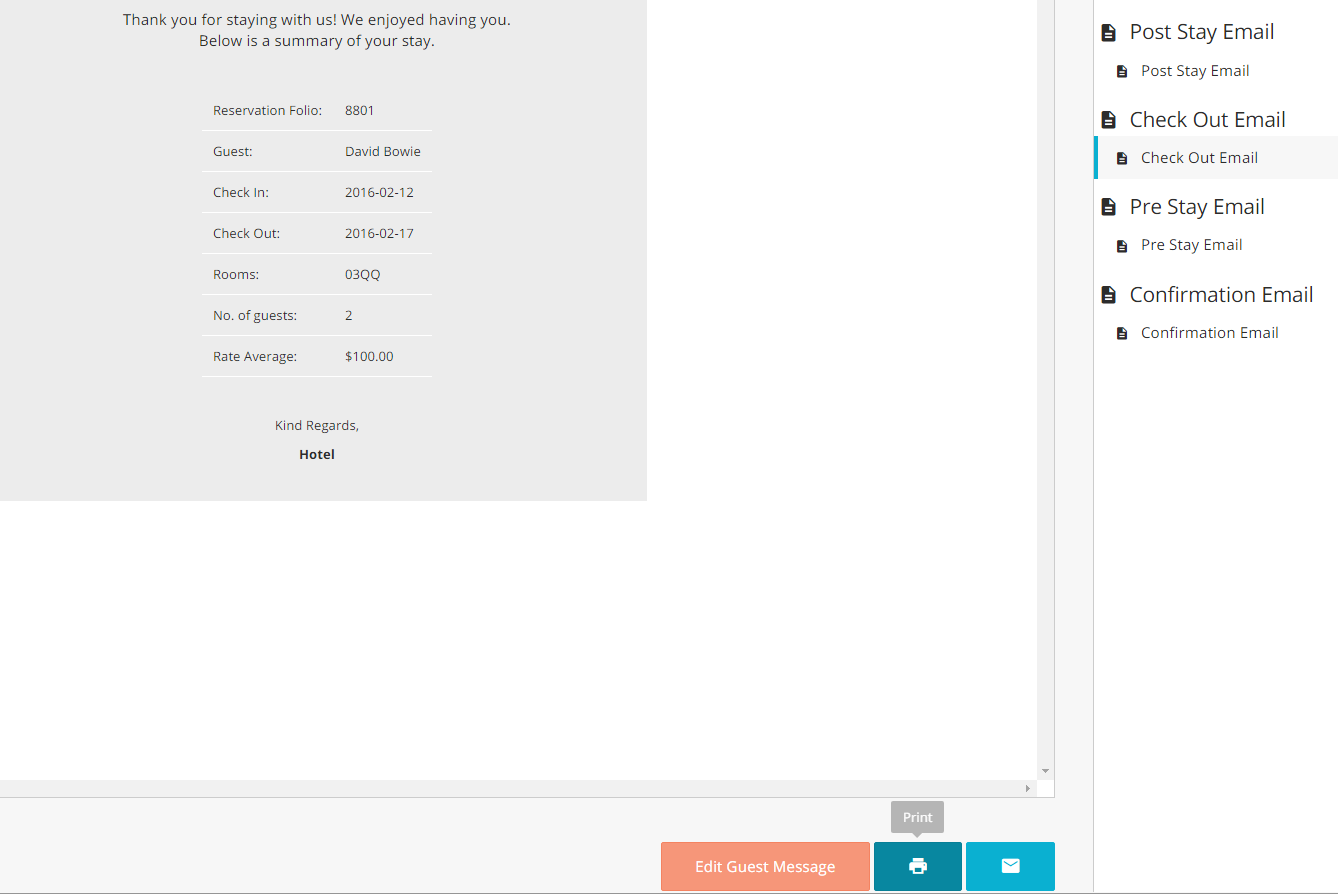 Thank you for staying with us! We enjoyed having you.
Below is a summary of your stay.
Reservation Folio: 8801
Guest: David Bowie
Check In: 2016-02-12
Check Out: 2016-02-17
Rooms: 03QQ
No. of guests: 2
Rate Average: $100.00
Kind Regards,
Hotel
Print
Edit Guest Message
Post Stay Email
Post Stay Email
Check Out Email
Check Out Email
Pre Stay Email
Pre Stay Email
Confirmation Email
Confirmation Email